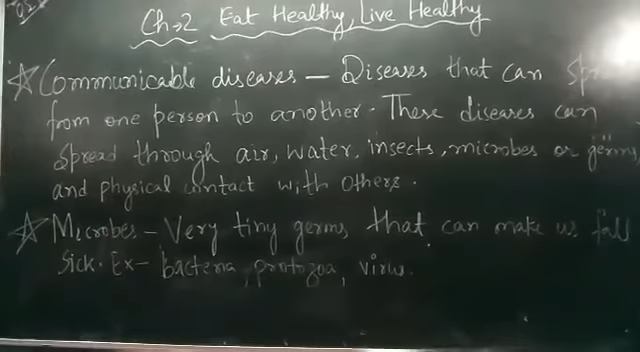 Ch→2 Eat Healthy, Live Healthy
☆ Communicable diseases – Diseases that can
from one person to another. These diseases can
spread through air, water, insects, microbes or germs
and physical contact with others.
☆ Microbes – Very tiny germs that can make us fall
sick. Ex– bacteria, protozoa, virus.